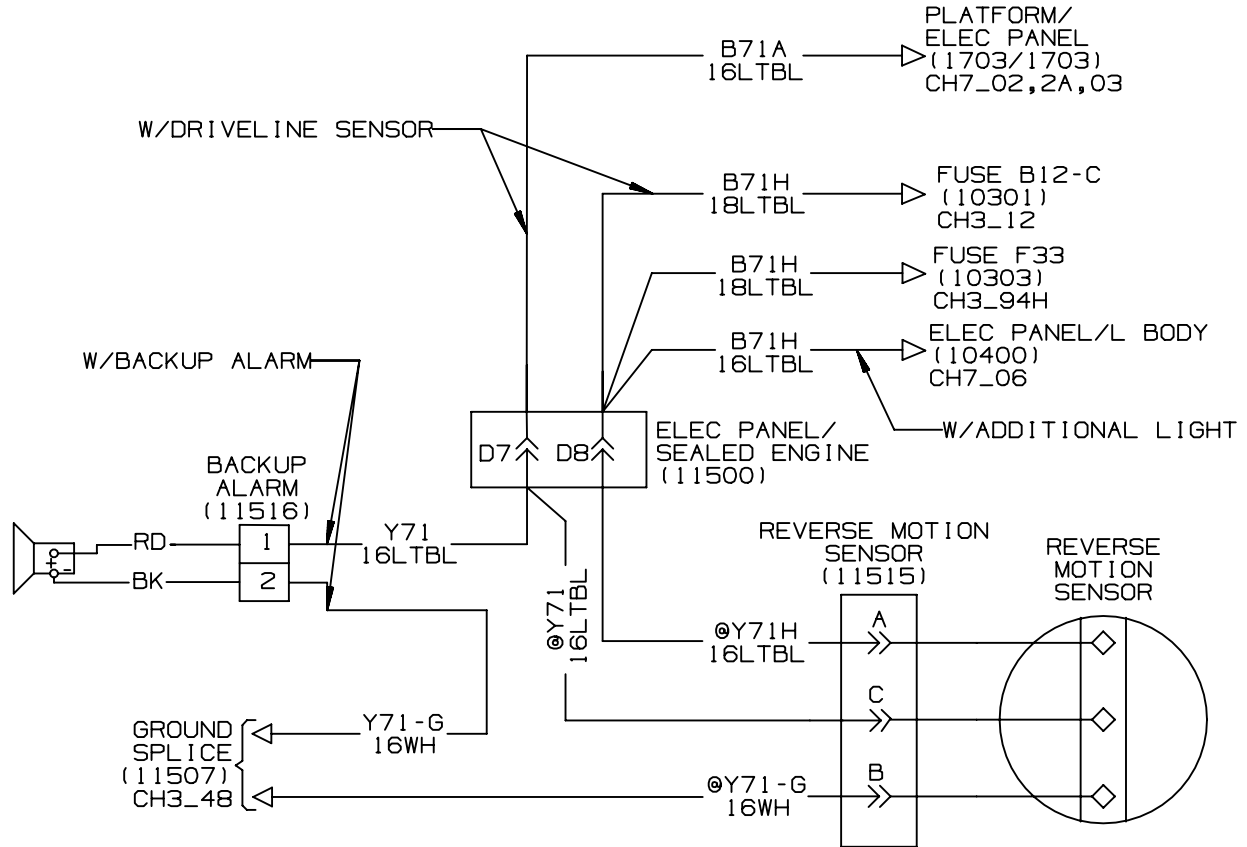 PLATFORM/
ELEC PANEL
(1703/1703)
CH7_02,2A,03
B71A
16LTBL
W/DRIVELINE SENSOR
B71H
18LTBL
FUSE B12-C
(10301)
CH3_12
B71H
18LTBL
FUSE F33
(10303)
CH3_94H
B71H
16LTBL
ELEC PANEL/L BODY
(10400)
CH7_06
W/BACKUP ALARM
W/ADDITIONAL LIGHT
D7
D8
ELEC PANEL/
SEALED ENGINE
(11500)
BACKUP
ALARM
(11516)
RD
1
Y71
16LTBL
+
-
BK
2
REVERSE MOTION
SENSOR
(11515)
REVERSE
MOTION
SENSOR
@Y71
16LTBL
@Y71H
16LTBL
A
C
GROUND
SPLICE
(11507)
CH3_48
Y71-G
16WH
@Y71-G
16WH
B